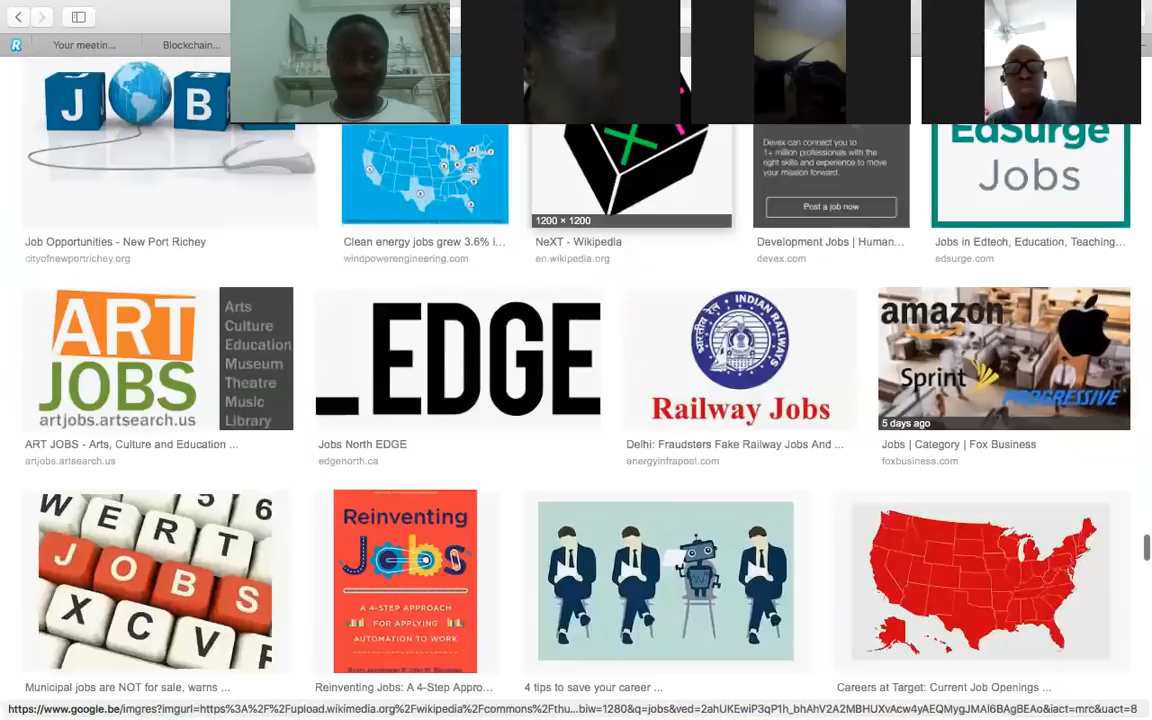 Your meetin...
Blockchain...
JOB
Devex can connect you to
1+ million professionals with the
right skills and experience to move
your mission forward.
Post a job now
EdSurge
Jobs
1200 × 1200
Job Opportunities - New Port Richey
Clean energy jobs grew 3.6% i...
NeXT - Wikipedia
Development Jobs | Human...
Jobs in Edtech, Education, Teaching...
cityofnewportrichey.org
windpowerengineering.com
en.wikipedia.org
devex.com
edsurge.com
ART
JOBS
artjobs.artsearch.us
Arts
Culture
Education
Museum
Theatre
Music
Library
_EDGE
INDIAN RAILWAYS
भारतीय रेल
Railway Jobs
amazon
Sprint
PROGRESSIVE
5 days ago
ART JOBS - Arts, Culture and Education ...
Jobs North EDGE
Delhi: Fraudsters Fake Railway Jobs And ...
Jobs | Category | Fox Business
artjobs.artsearch.us
edgenorth.ca
energyinfrapost.com
foxbusiness.com
5 6
W E R T
J O B S
X C V F
Reinventing
Jobs
A 4-STEP APPROACH
FOR APPLYING
AUTOMATION TO WORK
Municipal jobs are NOT for sale, warns ...
Reinventing Jobs: A 4-Step Appro...
4 tips to save your career ...
Careers at Target: Current Job Openings ...
https://www.google.be/imgres?imgurl=https%3A%2F%2Fupload.wikimedia.org%2Fwikipedia%2Fcommons%2Fthu...biw=1280&q=jobs&ved=2ahUKEwiP3qP1h_bhAhV2A2MBHUXvAcw4yAEQMygJMAl6BAgBEAo&iact=mrc&uact=8